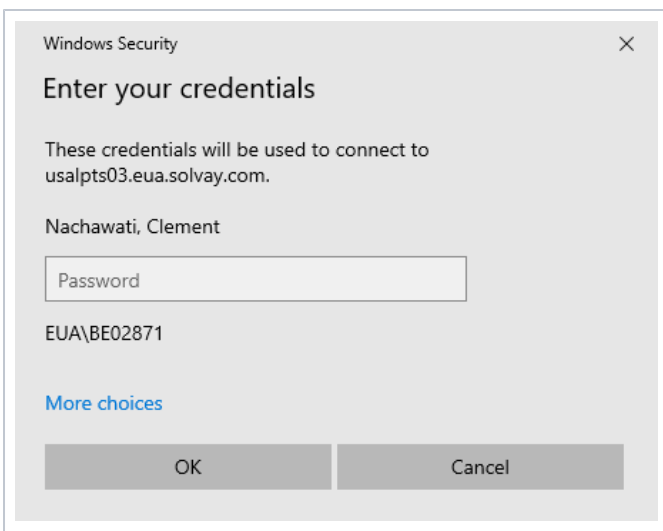 Windows Security
Enter your credentials
These credentials will be used to connect to
usalpts03.eua.solvay.com.
Nachawati, Clement
Password
EUA\BE02871
More choices
OK Cancel